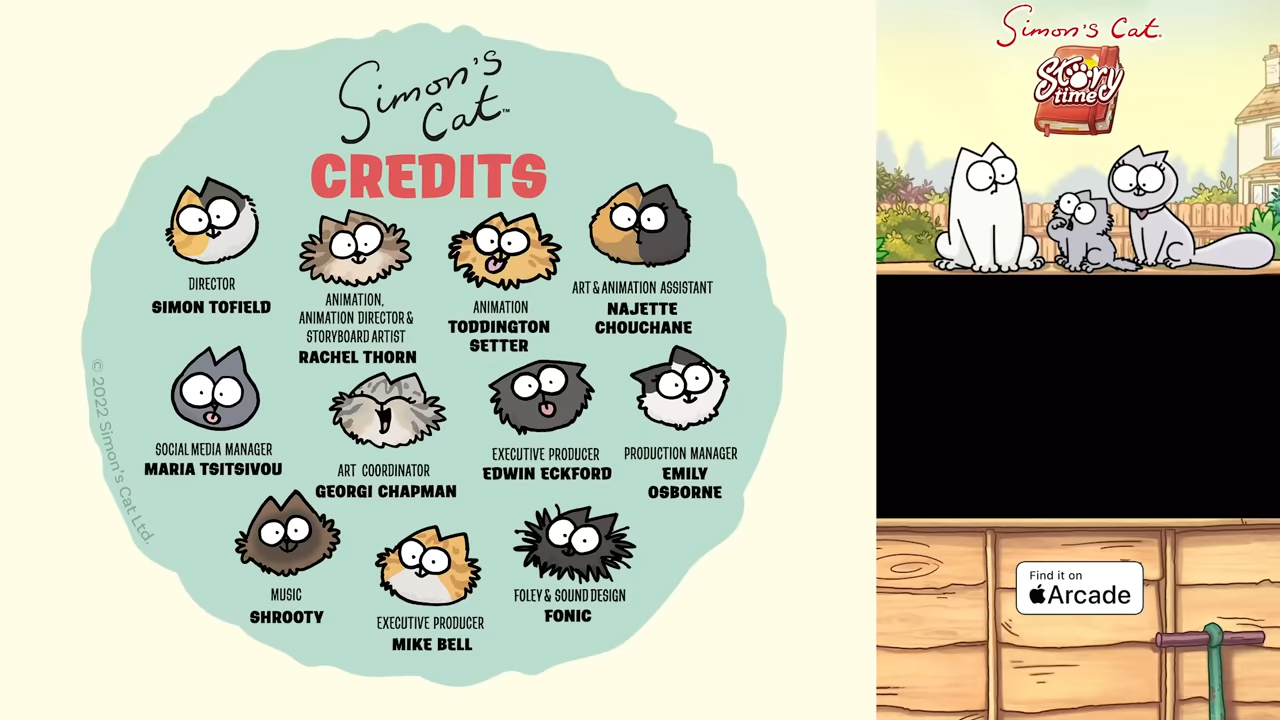 Simon's
Cat™
CREDITS
DIRECTOR
SIMON TOFIELD
ANIMATION,
ANIMATION DIRECTOR &
STORYBOARD ARTIST
RACHEL THORN
ANIMATION
TODDINGTON
SETTER
ART & ANIMATION ASSISTANT
NAJETTE
CHOUCHANE
SOCIAL MEDIA MANAGER
MARIA TSITSIVOU
ART COORDINATOR
GEORGI CHAPMAN
EXECUTIVE PRODUCER
EDWIN ECKFORD
PRODUCTION MANAGER
EMILY
OSBORNE
MUSIC
SHROOTY
EXECUTIVE PRODUCER
MIKE BELL
FOLEY & SOUND DESIGN
FONIC
© 2022 Simon's Cat Ltd.
Simon's Cat.
Story
time
Find it on
Arcade